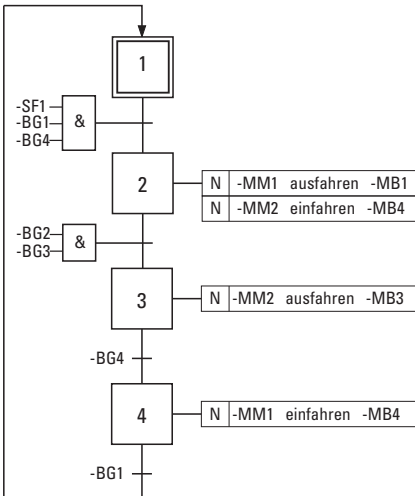 1
-SF1
-BG1
-BG4
&
2
N -MM1 ausfahren -MB1
N -MM2 einfahren -MB4
-BG2
-BG3
&
3
N -MM2 ausfahren -MB3
-BG4
4
N -MM1 einfahren -MB4
-BG1